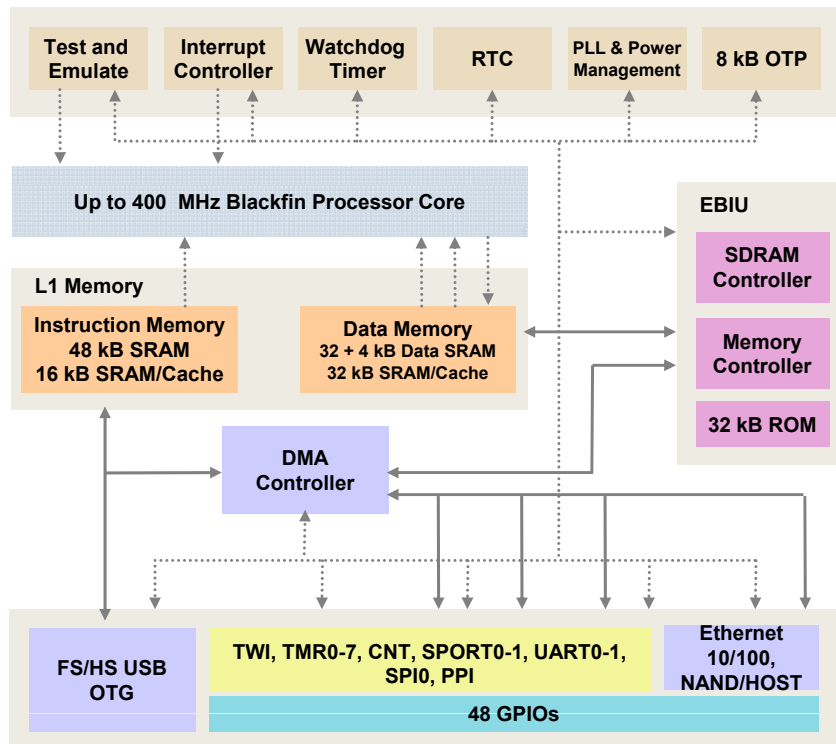 Test and
Emulate
Interrupt
Controller
Watchdog
Timer
RTC
PLL & Power
Management
8 kB OTP
Up to 400 MHz Blackfin Processor Core
EBIU
SDRAM
Controller
Memory
Controller
32 kB ROM
L1 Memory
Instruction Memory
48 kB SRAM
16 kB SRAM/Cache
Data Memory
32 + 4 kB Data SRAM
32 kB SRAM/Cache
DMA
Controller
FS/HS USB
OTG
TWI, TMR0-7, CNT, SPORT0-1, UART0-1,
SPI0, PPI
Ethernet
10/100,
NAND/HOST
48 GPIOs